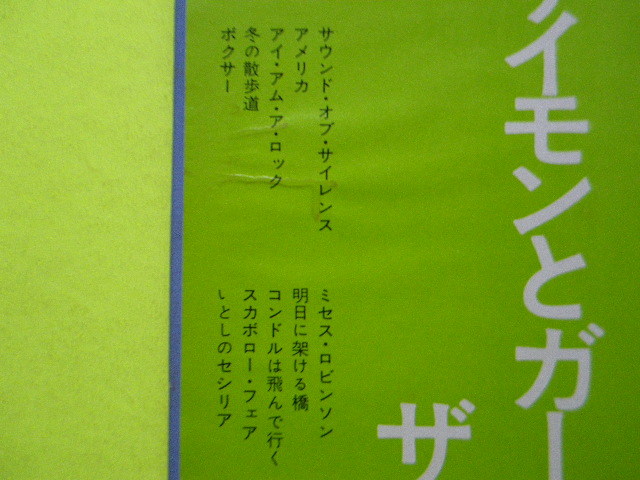 イモンとガー
ザ
サウンド・オブ・サイレンス
アメリカ
アイ・アム・ア・ロック
冬の散歩道
ボクサー
ミセス・ロビンソン
明日に架ける橋
コンドルは飛んで行く
スカボロー・フェア
いとしのセシリア